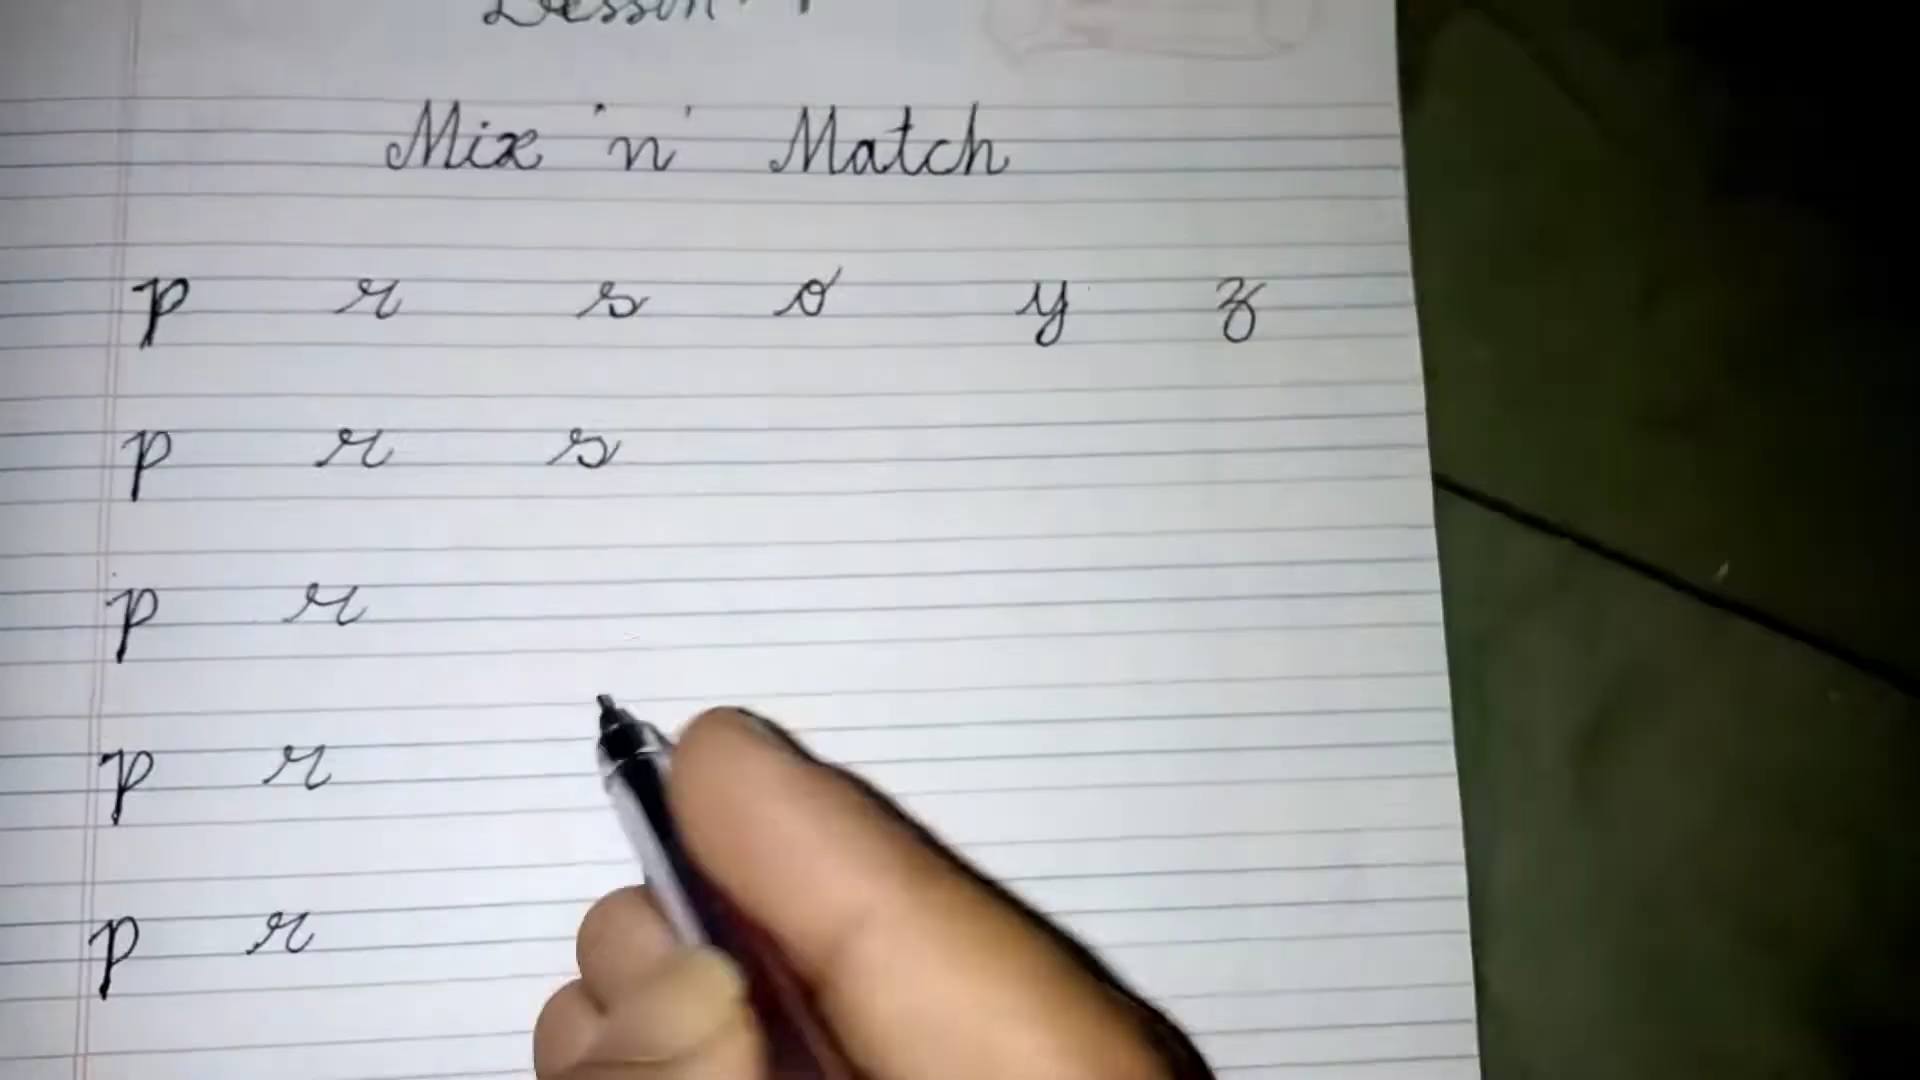 Mix 'n' Match
p r s o y z
p r s
p r
p r
p r